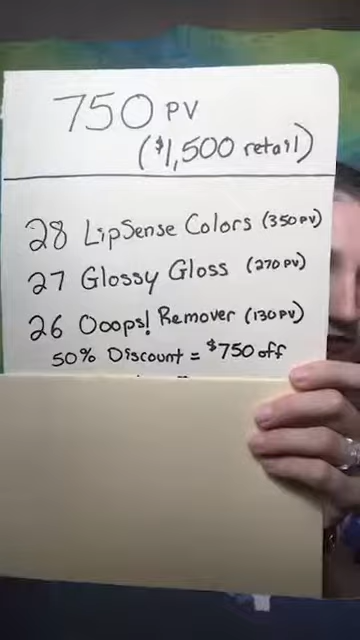 750 PV
($1,500 retail)
28 LipSense Colors (350 PV)
27 Glossy Gloss (270 PV)
26 Ooops! Remover (130 PV)
50% Discount = $750 off